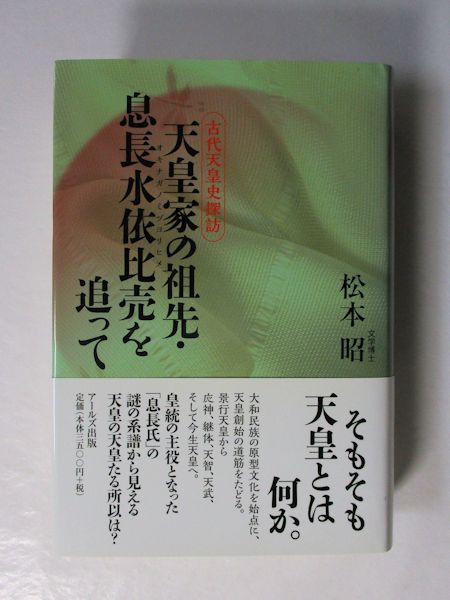 古代天皇史探訪
天皇家の祖先・
息長水依比売を
オキナガノミヅヨリヒメ
追って
文学博士
松本 昭
そもそも
天皇とは
何か。
大和民族の原型文化を始点に、
天皇創始の道筋をたどる。
景行天皇から
応神、継体、天智、天武、
そして今生天皇へ。
皇統の主役となった
「息長氏」の
謎の系譜から見える
天皇の天皇たる所以は?
アールズ出版
定価(本体三五〇〇円+税)